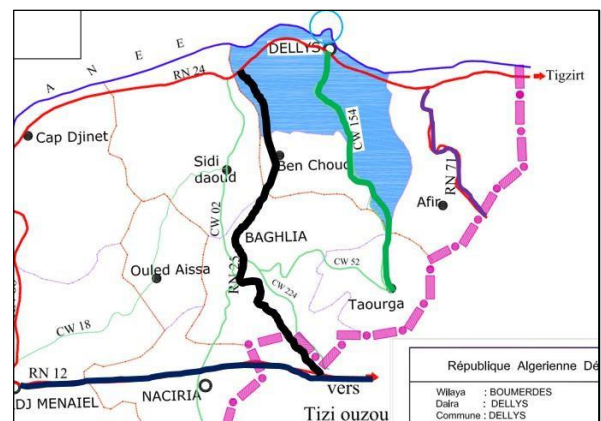 A N E E
DELLYS
RN 24
Tigzirt
Cap Djinet
CW 154
Sidi
daoud
Ben Choud
RN 71
Afir
CW 02
BAGHLIA
RN 25
Ouled Aissa
CW 52
CW 224
Taourga
CW 18
RN 12
DJ MENAIEL
NACIRIA
vers
Tizi ouzou
République Algerienne Dé
Wilaya : BOUMERDES
Daira : DELLYS
Commune : DELLYS